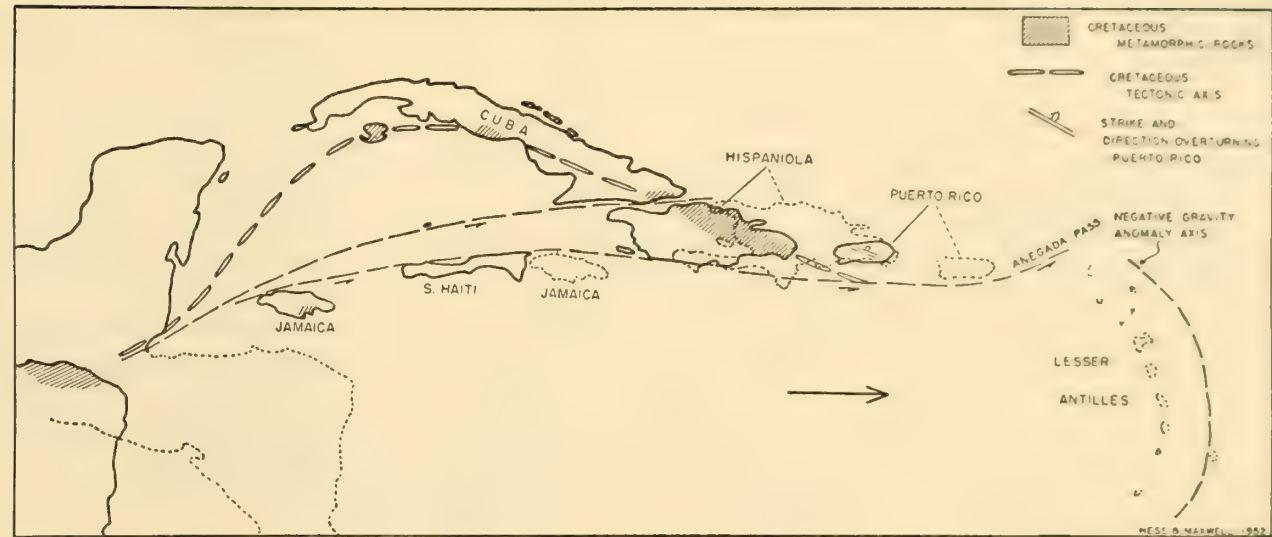 CRETACEOUS
METAMORPHIC ROCKS
CRETACEOUS
TECTONIC AXIS
STRIKE AND
DIRECTION OVERTURNING
PUERTO RICO
CUBA
HISPANIOLA
PUERTO RICO
NEGATIVE GRAVITY
ANOMALY AXIS
ANEGADA PASS
S. HAITI
JAMAICA
JAMAICA
LESSER
ANTILLES
HESS & MAXWELL 1952